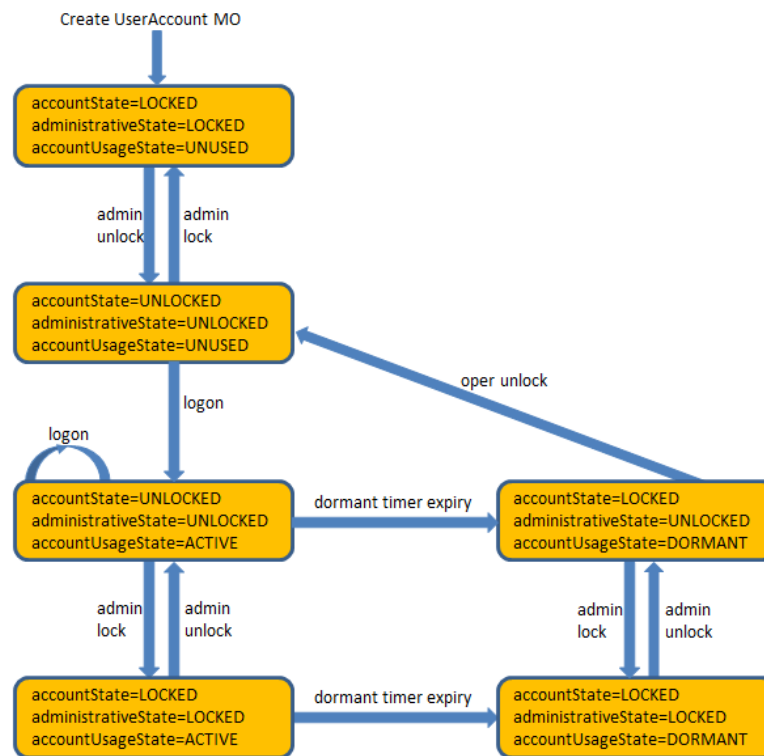 Create UserAccount MO
accountState=LOCKED
administrativeState=LOCKED
accountUsageState=UNUSED
admin
unlock
admin
lock
accountState=UNLOCKED
administrativeState=UNLOCKED
accountUsageState=UNUSED
oper unlock
logon
logon
accountState=UNLOCKED
administrativeState=UNLOCKED
accountUsageState=ACTIVE
dormant timer expiry
accountState=LOCKED
administrativeState=UNLOCKED
accountUsageState=DORMANT
admin
lock
admin
unlock
admin
lock
admin
unlock
accountState=LOCKED
administrativeState=LOCKED
accountUsageState=ACTIVE
dormant timer expiry
accountState=LOCKED
administrativeState=LOCKED
accountUsageState=DORMANT